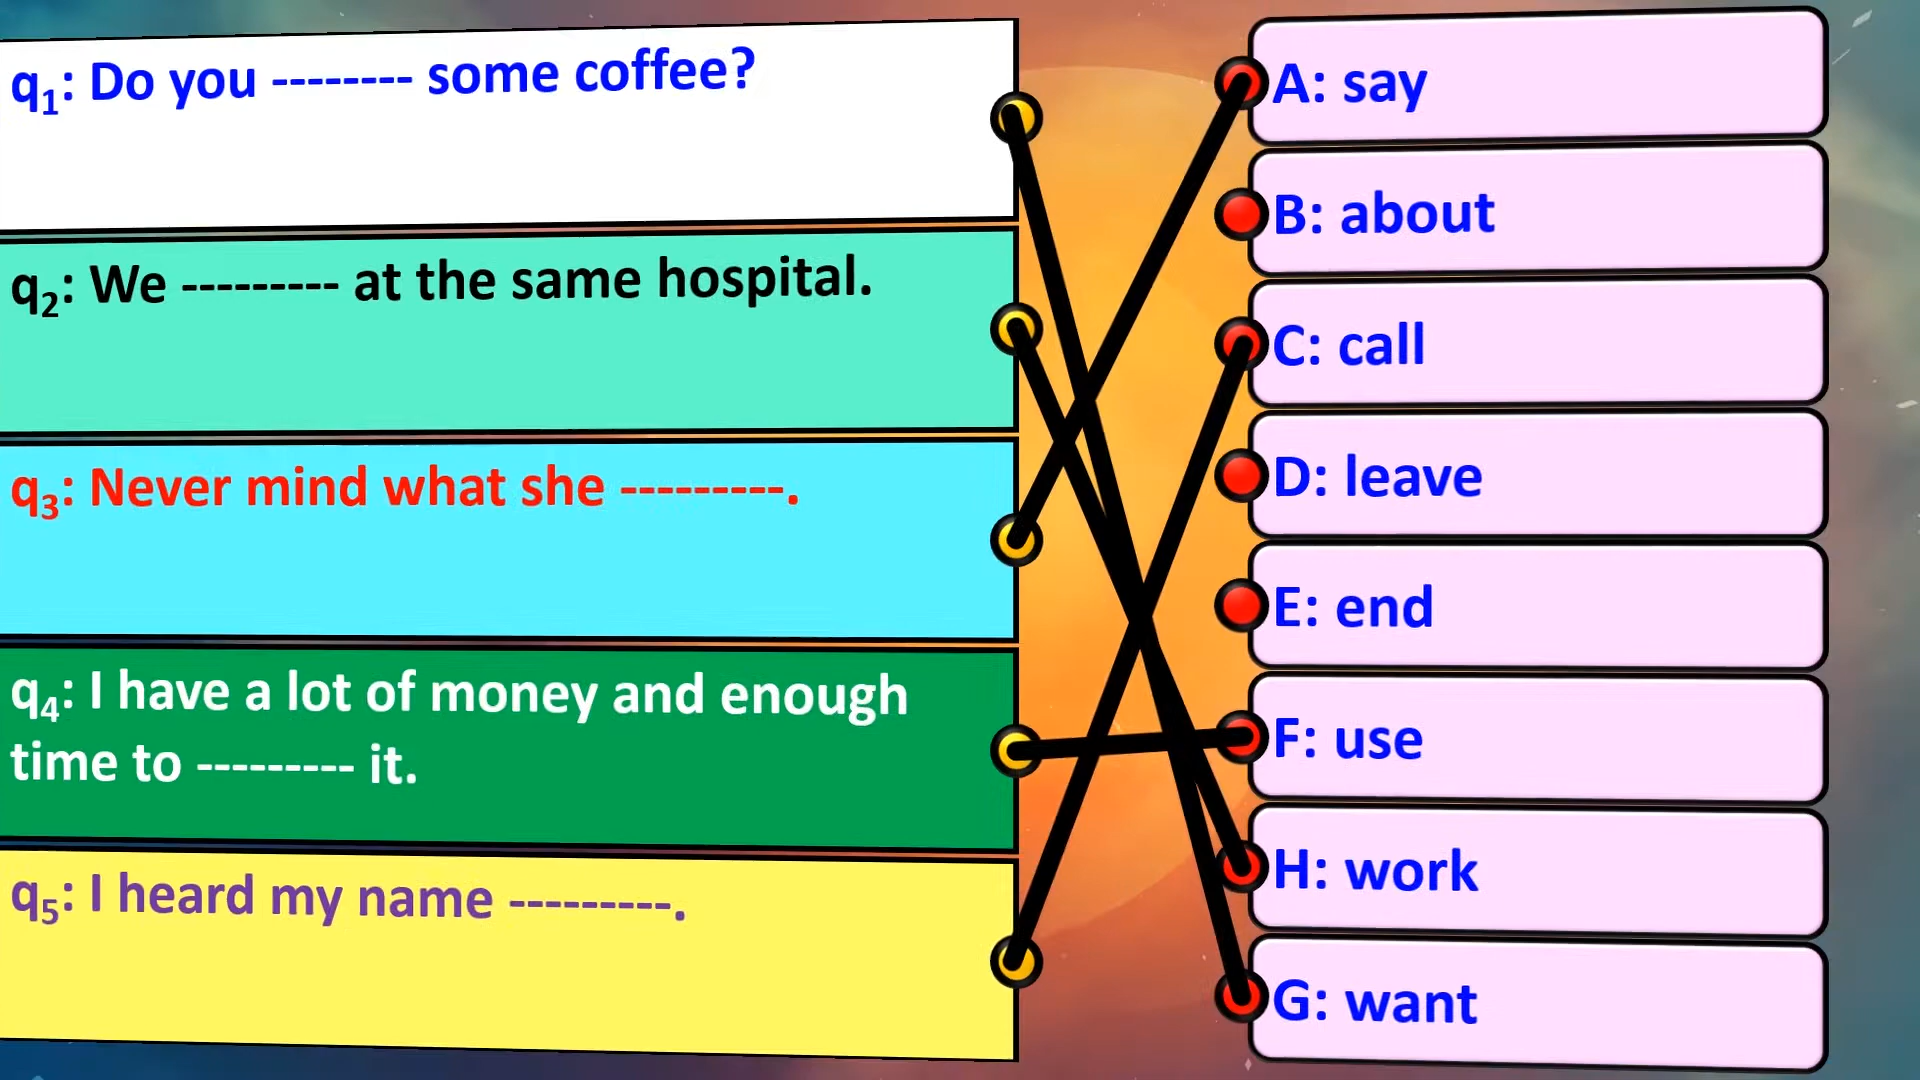 q1: Do you -------- some coffee?
q2: We --------- at the same hospital.
q3: Never mind what she ---------.
q4: I have a lot of money and enough
time to --------- it.
q5: I heard my name ---------.
A: say
B: about
C: call
D: leave
E: end
F: use
H: work
G: want